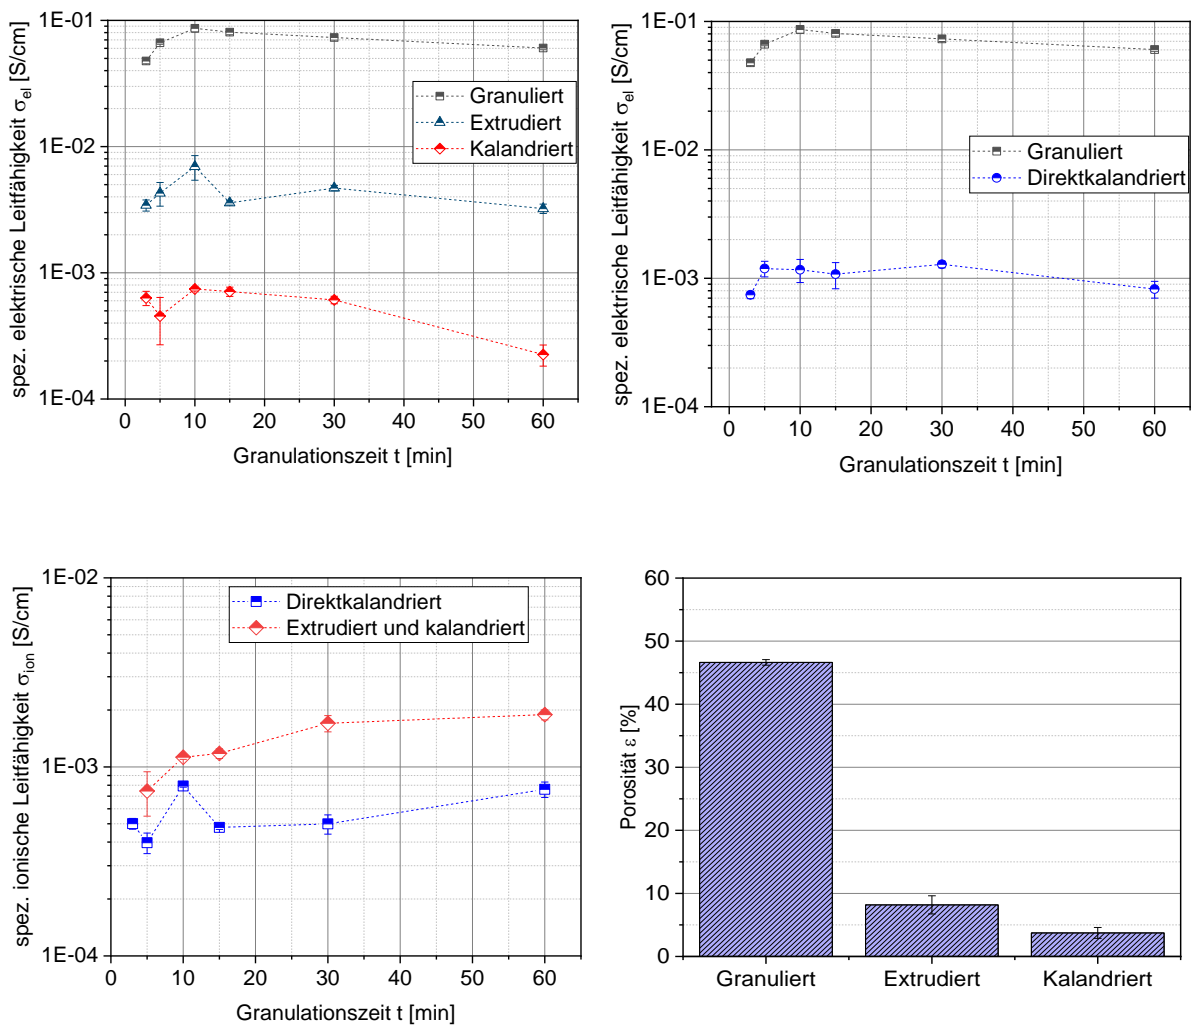 spez. elektrische Leitfähigkeit σel [S/cm]
1E-01
1E-02
1E-03
1E-04
Granuliert
Extrudiert
Kalandriert
0 10 20 30 40 50 60
Granulationszeit t [min]
spez. elektrische Leitfähigkeit σel [S/cm]
1E-01
1E-02
1E-03
1E-04
Granuliert
Direktkalandriert
0 10 20 30 40 50 60
Granulationszeit t [min]
spez. ionische Leitfähigkeit σion [S/cm]
1E-02
1E-03
1E-04
Direktkalandriert
Extrudiert und kalandriert
0 10 20 30 40 50 60
Granulationszeit t [min]
Porosität ε [%]
60
50
40
30
20
10
0
Granuliert Extrudiert Kalandriert